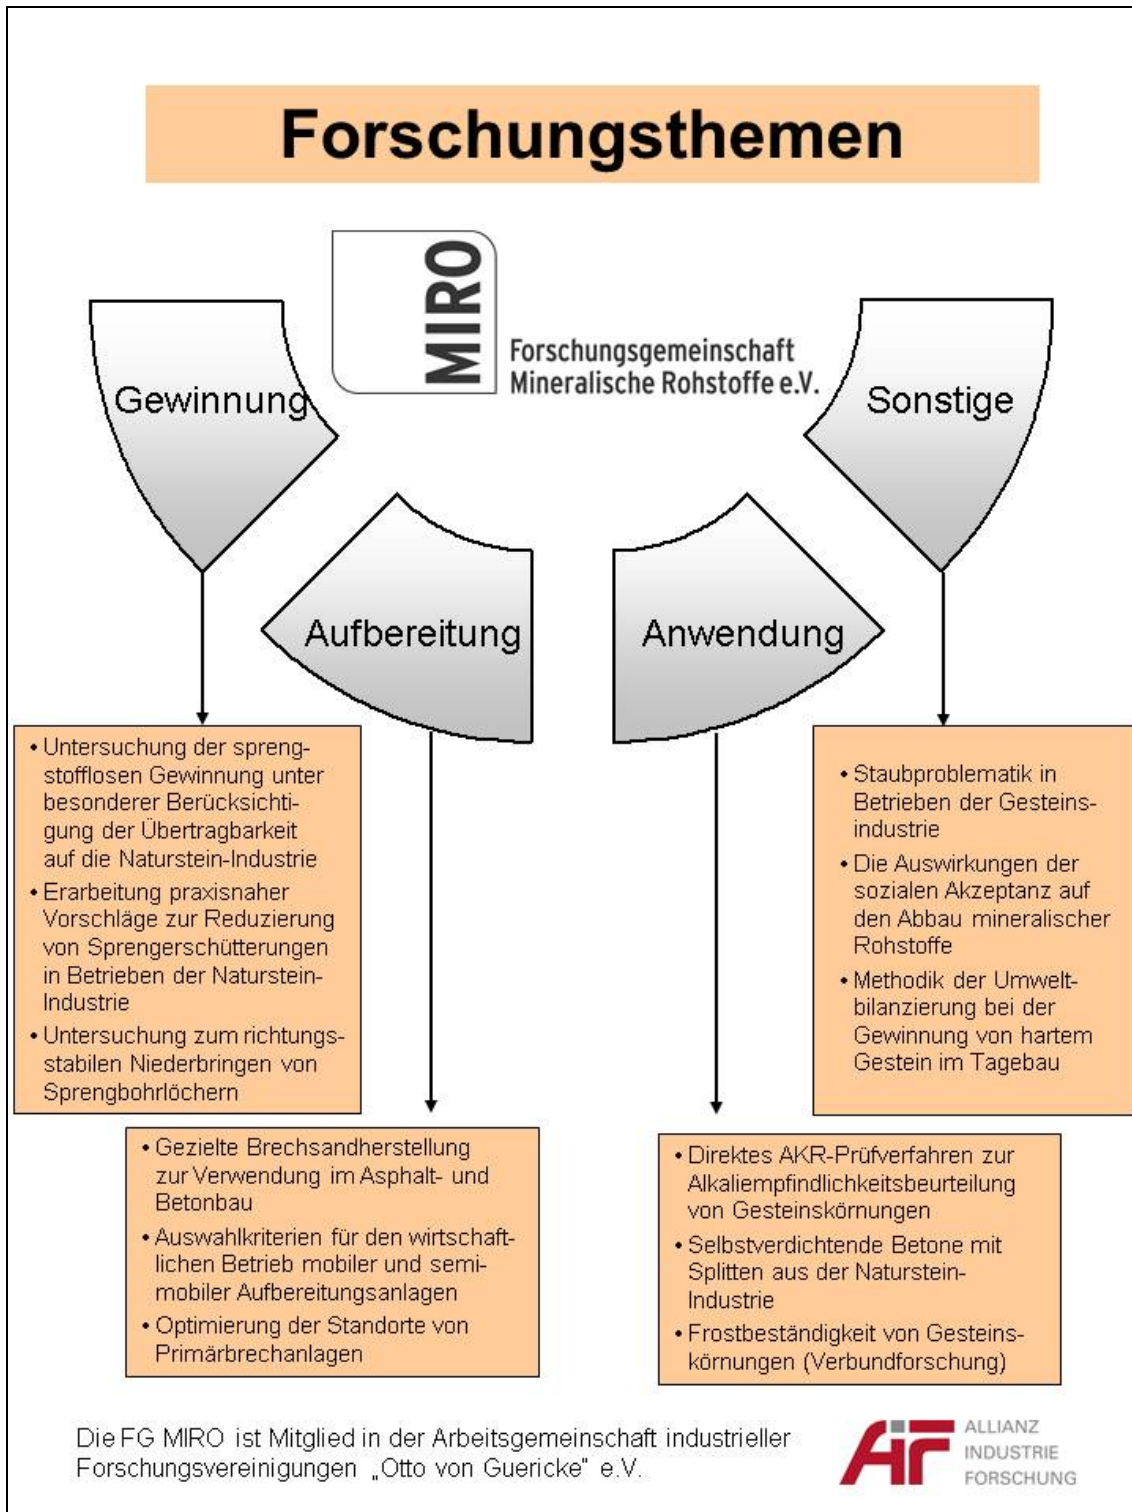 Forschungsthemen
MIRO
Forschungsgemeinschaft
Mineralische Rohstoffe e.V.
Gewinnung
Sonstige
Aufbereitung
Anwendung
• Untersuchung der spreng-
stofflosen Gewinnung unter
besonderer Berücksichti-
gung der Übertragbarkeit
auf die Naturstein-Industrie
• Erarbeitung praxisnaher
Vorschläge zur Reduzierung
von Sprengerschütterungen
in Betrieben der Naturstein-
Industrie
• Untersuchung zum richtungs-
stabilen Niederbringen von
Sprengbohrlöchern
• Staubproblematik in
Betrieben der Gesteins-
industrie
• Die Auswirkungen der
sozialen Akzeptanz auf
den Abbau mineralischer
Rohstoffe
• Methodik der Umwelt-
bilanzierung bei der
Gewinnung von hartem
Gestein im Tagebau
• Gezielte Brechsandherstellung
zur Verwendung im Asphalt- und
Betonbau
• Auswahlkriterien für den wirtschaft-
lichen Betrieb mobiler und semi-
mobiler Aufbereitungsanlagen
• Optimierung der Standorte von
Primärbrechanlagen
• Direktes AKR-Prüfverfahren zur
Alkaliempfindlichkeitsbeurteilung
von Gesteinskörnungen
• Selbstverdichtende Betone mit
Splitten aus der Naturstein-
Industrie
• Frostbeständigkeit von Gesteins-
körnungen (Verbundforschung)
Die FG MIRO ist Mitglied in der Arbeitsgemeinschaft industrieller
Forschungsvereinigungen „Otto von Guericke" e.V.
AiF
ALLIANZ
INDUSTRIE
FORSCHUNG